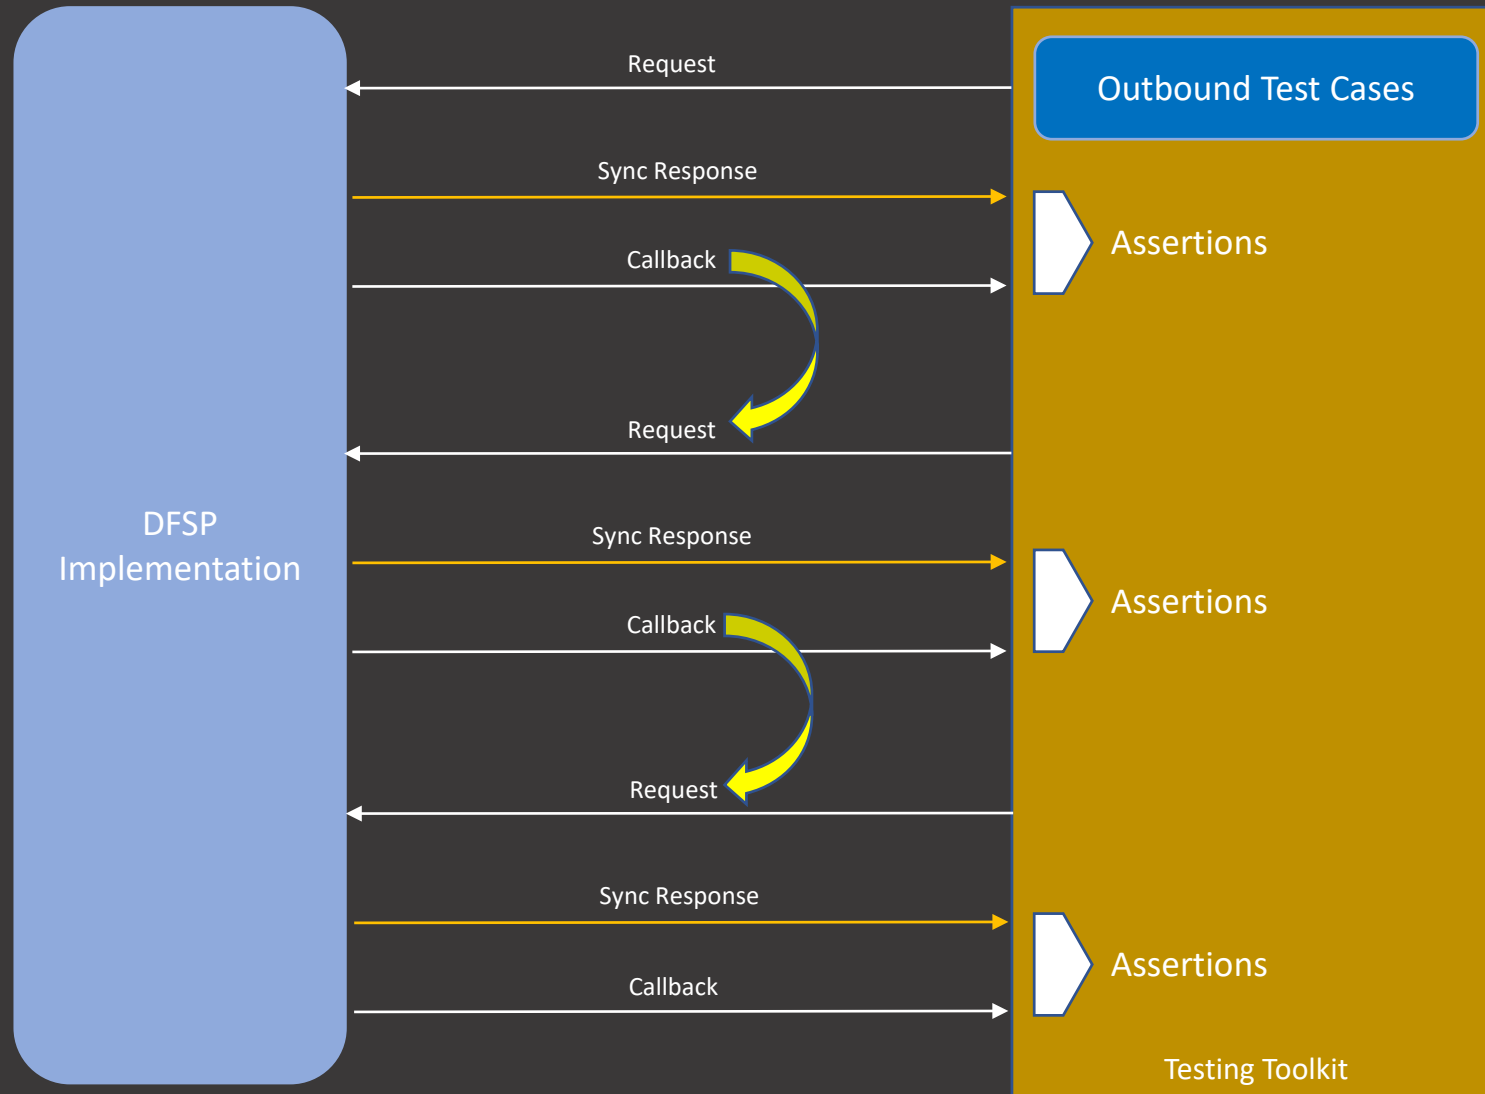 Request
Outbound Test Cases
Sync Response
Assertions
Callback
Request
DFSP
Implementation
Sync Response
Assertions
Callback
Request
Sync Response
Assertions
Callback
Testing Toolkit